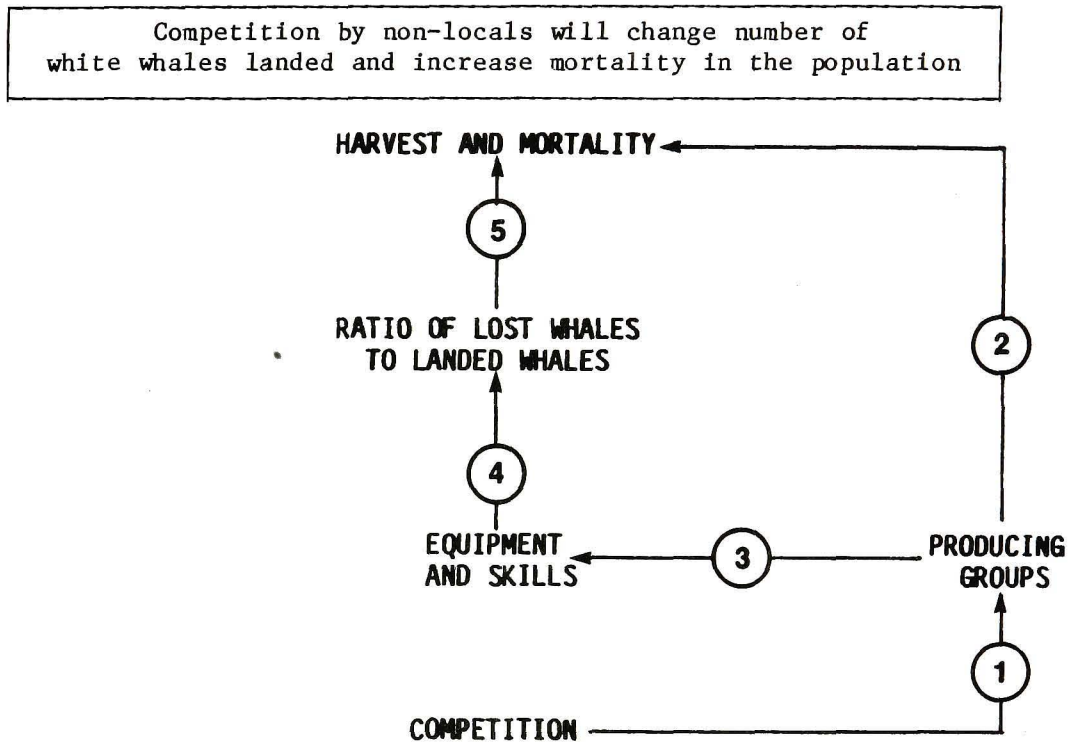 Competition by non-locals will change number of
white whales landed and increase mortality in the population
HARVEST AND MORTALITY
5
RATIO OF LOST WHALES
TO LANDED WHALES
2
4
EQUIPMENT
AND SKILLS
3
PRODUCING
GROUPS
1
COMPETITION